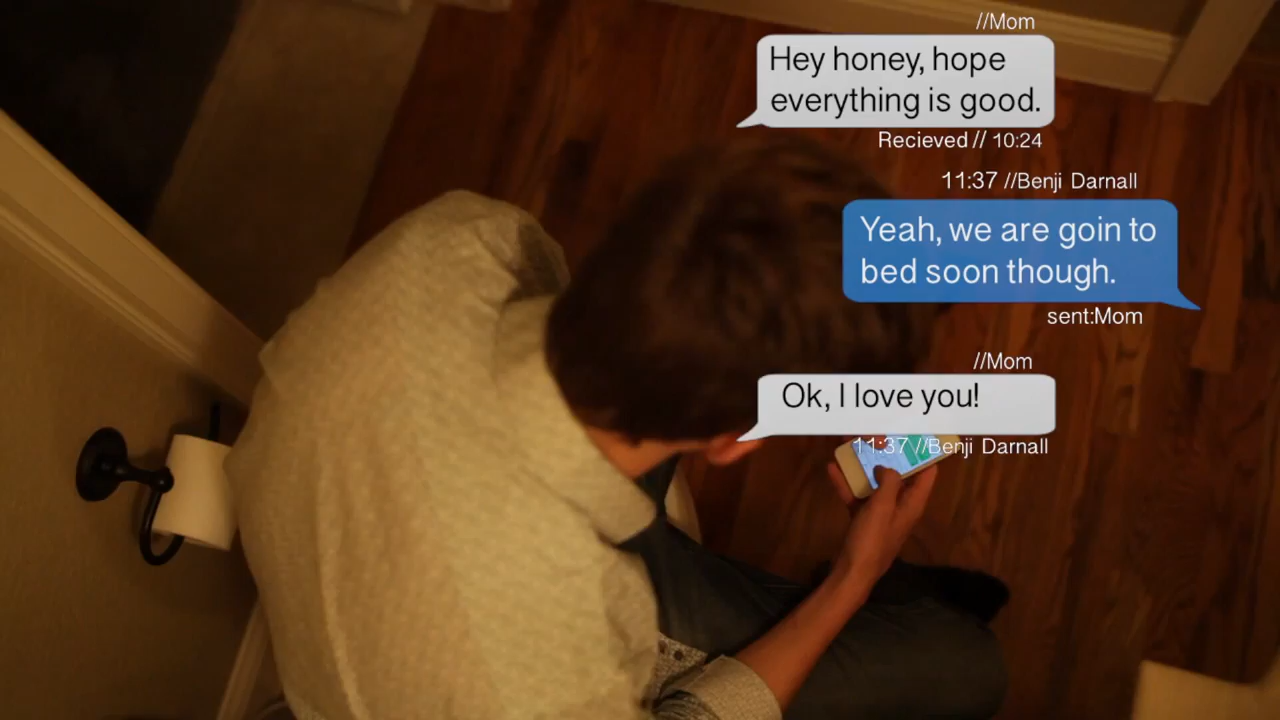 //Mom
Hey honey, hope
everything is good.
Recieved // 10:24
11:37 //Benji Darnall
Yeah, we are goin to
bed soon though.
sent:Mom
//Mom
Ok, I love you!
11:37 //Benji Darnall